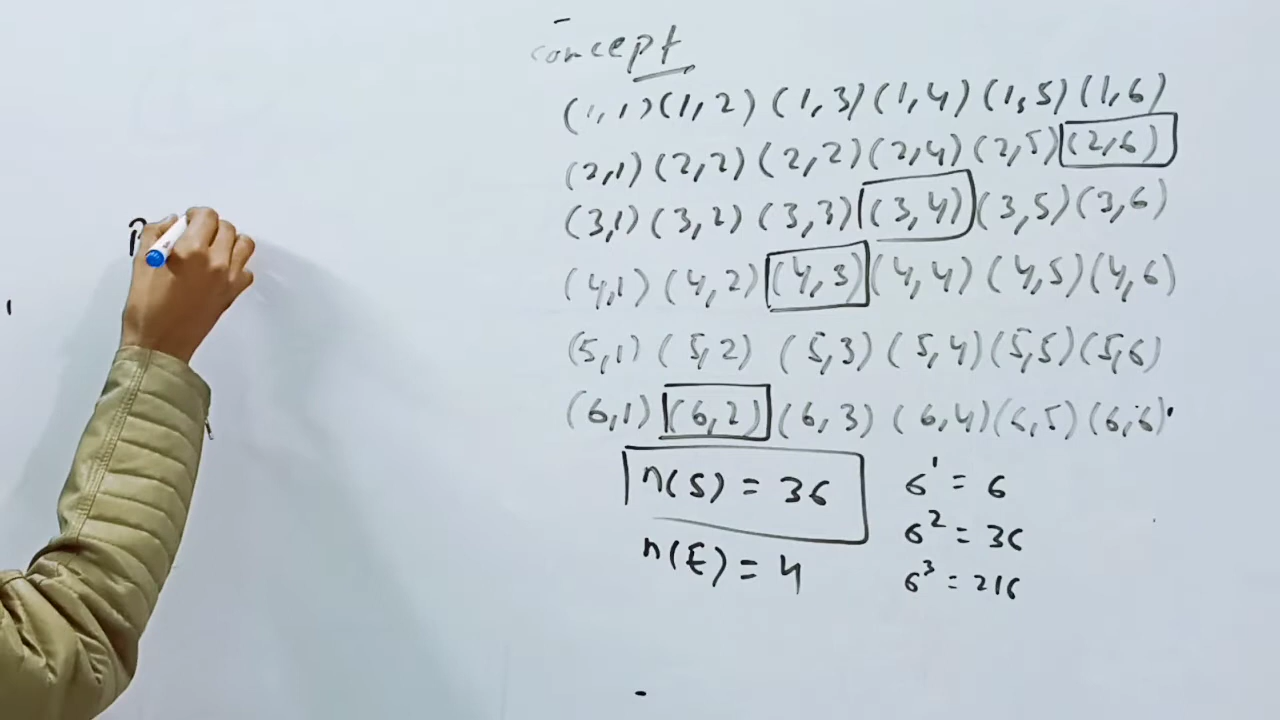 concept
(1,1) (1,2) (1,3) (1,4) (1,5) (1,6)
(2,1) (2,2) (2,2) (2,4) (2,5) (2,6)
(3,1) (3,2) (3,3) (3,4) (3,5) (3,6)
(4,1) (4,2) (4,3) (4,4) (4,5) (4,6)
(5,1) (5,2) (5,3) (5,4) (5,5) (5,6)
(6,1) (6,2) (6,3) (6,4) (6,5) (6,6)
n(S) = 36
n(E) = 4
6¹ = 6
6² = 36
6³ = 216